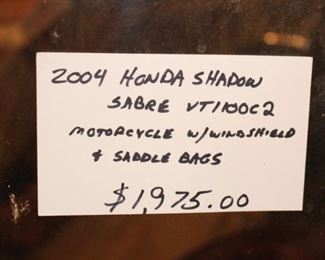 2004 HONDA SHADOW
SABRE VT1100C2
MOTORCYCLE W/WINDSHIELD
& SADDLE BAGS
$1,975.00